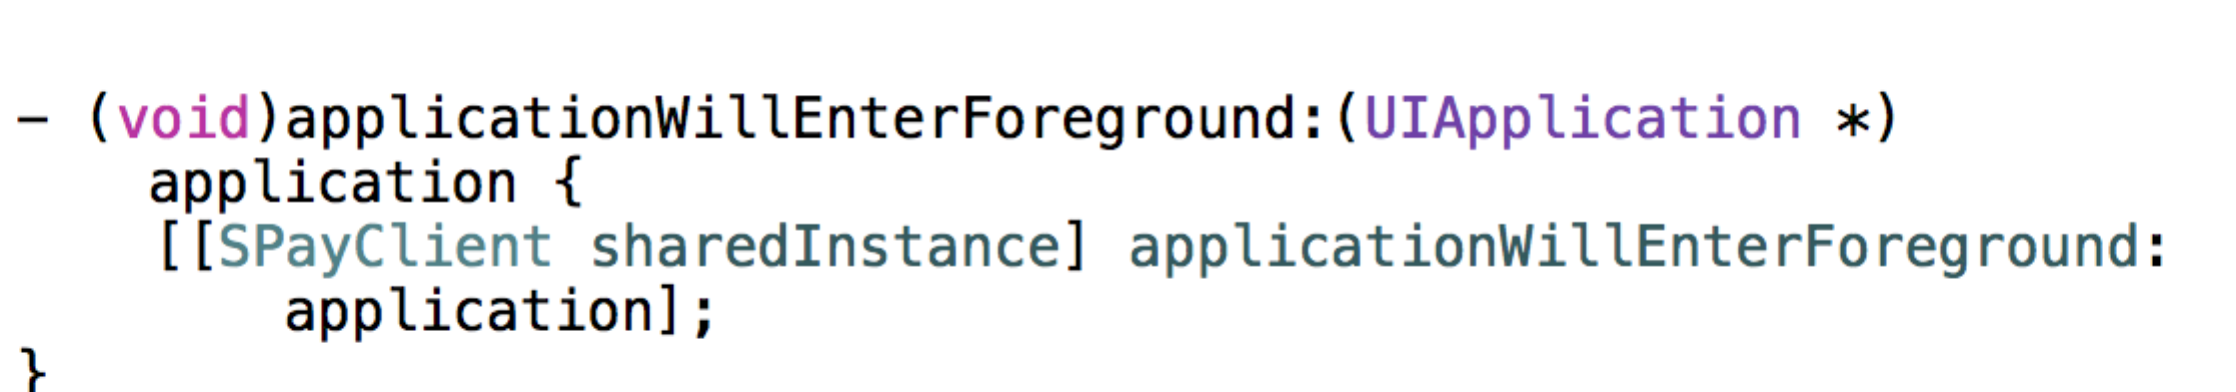 - (void)applicationWillEnterForeground:(UIApplication *)
application {
[[SPayClient sharedInstance] applicationWillEnterForeground:
application];
}